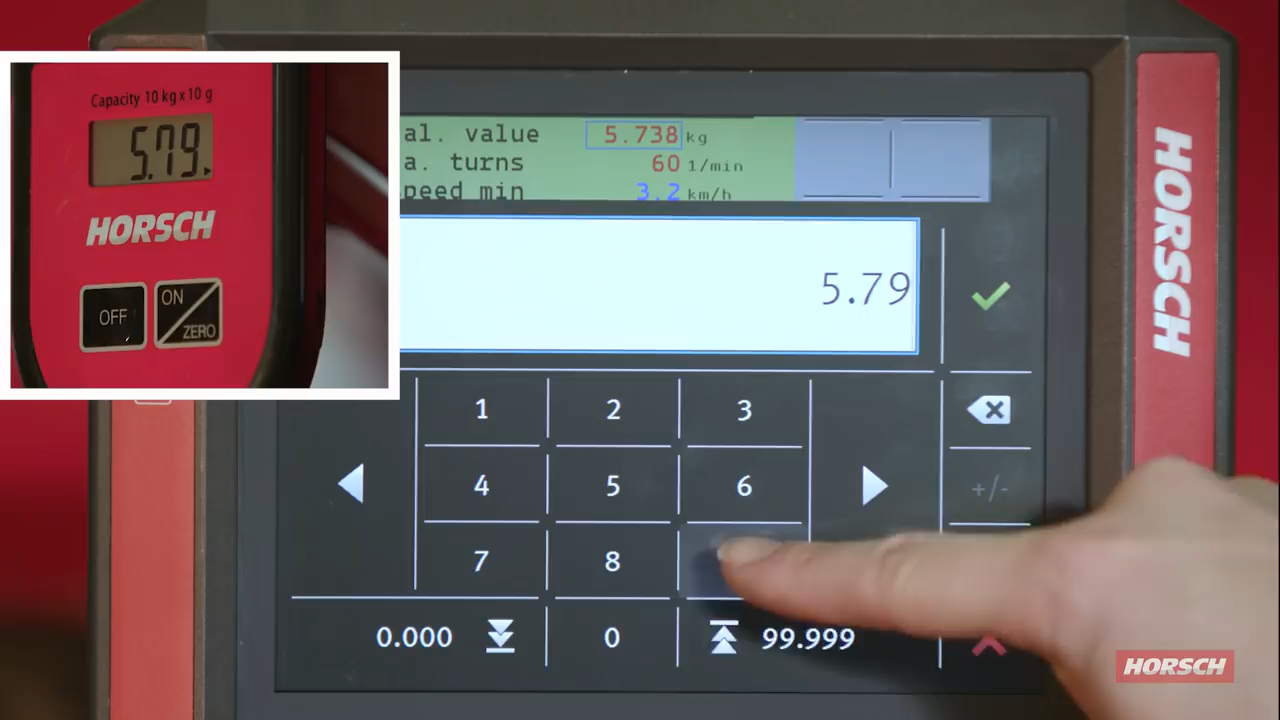 Capacity 10 kg x 10 g
5.79
HORSCH
OFF
ON
ZERO
al. value 5.738 kg
a. turns 60 1/min
peed min 3.2 km/h
5.79
1 2 3
4 5 6 +/-
7 8
0.000 0 99.999
HORSCH
HORSCH